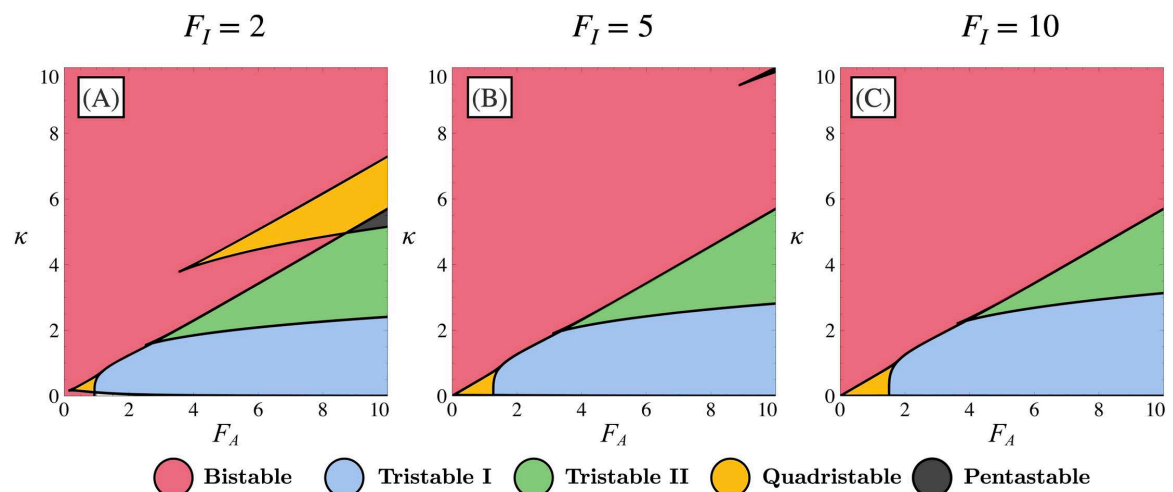 F_I = 2 F_I = 5 F_I = 10
(A) (B) (C)
10 10 10
8 8 8
6 6 6
κ κ κ
4 4 4
2 2 2
0 0 0
0 2 4 6 8 10 0 2 4 6 8 10 0 2 4 6 8 10
F_A F_A F_A
Bistable Tristable I Tristable II Quadristable Pentastable